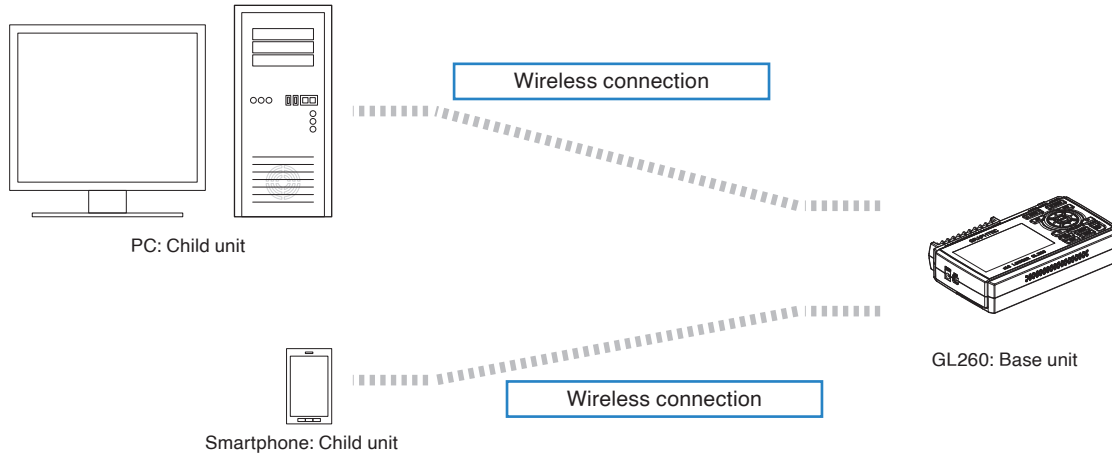 Wireless connection
PC: Child unit
GL260: Base unit
Wireless connection
Smartphone: Child unit